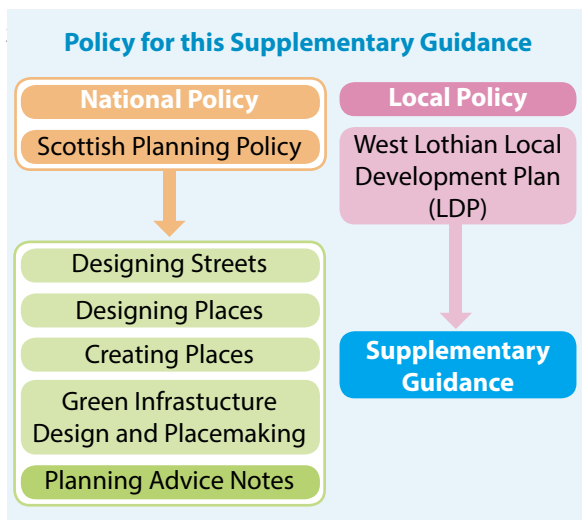 Policy for this Supplementary Guidance
National Policy
Scottish Planning Policy
Designing Streets
Designing Places
Creating Places
Green Infrastucture
Design and Placemaking
Planning Advice Notes
Local Policy
West Lothian Local
Development Plan
(LDP)
Supplementary
Guidance